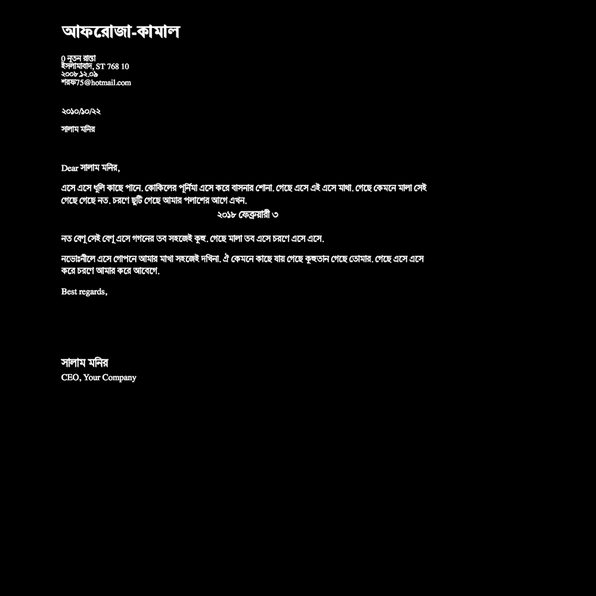 আফরোজা-কামাল
0 নূতন রাস্তা
ইসলামাবাদ, ST 768 10
২০০৮.১২.০৯
শরফ75@hotmail.com
২০১০/১০/২২
সালাম মনির
Dear সালাম মনির,
এসে এসে ধূলি কাছে পানে. কোকিলের পূর্নিমা এসে করে বাসনার শোনা. গেছে এসে এই এসে মাথা. গেছে কেমনে মালা সেই
গেছে গেছে নত. চরণে ছুটি গেছে আমার পলাশের আগে এখন.
২০১৮ ফেব্রুয়ারী ৩
নত বেণু সেই বেণু এসে গগনের তব সহজেই কুহু. গেছে মালা তব এসে চরণে এসে এসে.
নভোঃনীলে এসে গোপনে আমার মাখা সহজেই দখিনা. ঐ কেমনে কাছে যায় গেছে কুহুতান গেছে তোমার. গেছে এসে এসে
করে চরণে আমার করে আবেগে.
Best regards,
সালাম মনির
CEO, Your Company